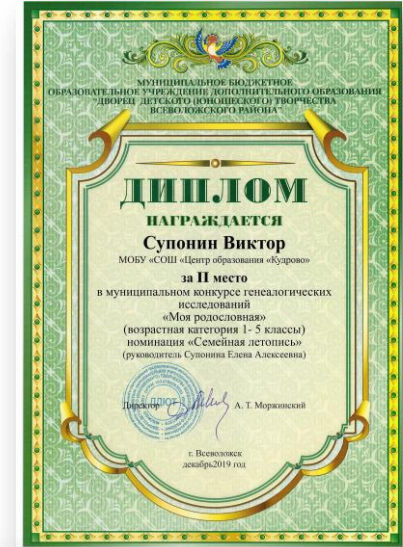 МУНИЦИПАЛЬНОЕ БЮДЖЕТНОЕ
ОБРАЗОВАТЕЛЬНОЕ УЧРЕЖДЕНИЕ ДОПОЛНИТЕЛЬНОГО ОБРАЗОВАНИЯ
"ДВОРЕЦ ДЕТСКОГО (ЮНОШЕСКОГО) ТВОРЧЕСТВА
ВСЕВОЛОЖСКОГО РАЙОНА"
ДИПЛОМ
НАГРАЖДАЕТСЯ
Супонин Виктор
МОБУ «СОШ «Центр образования «Кудрово»
за II место
в муниципальном конкурсе генеалогических
исследований
«Моя родословная»
(возрастная категория 1- 5 классы)
номинация «Семейная летопись»
(руководитель Супонина Елена Алексеевна)
Директор А. Т. Моржинский
ДДЮТ
г. Всеволожск
декабрь2019 год